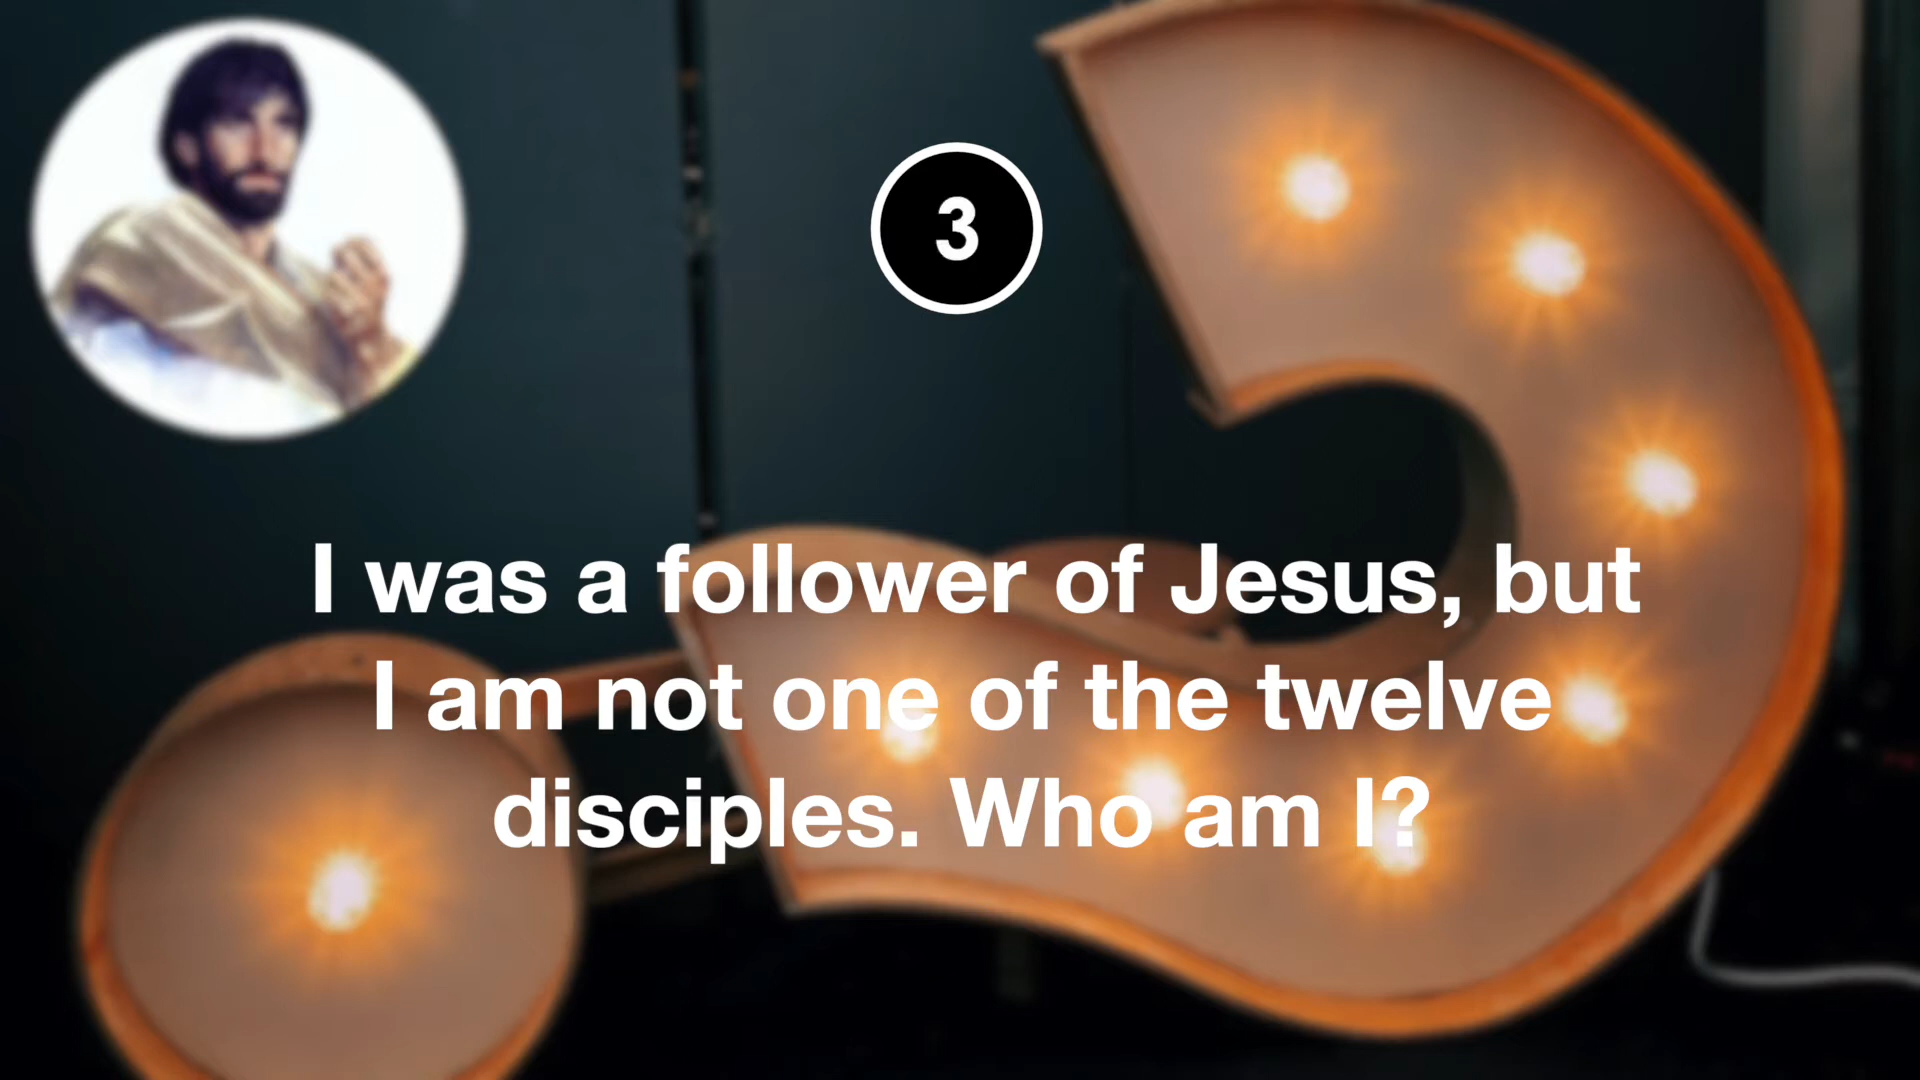 3
I was a follower of Jesus, but
I am not one of the twelve
disciples. Who am I?